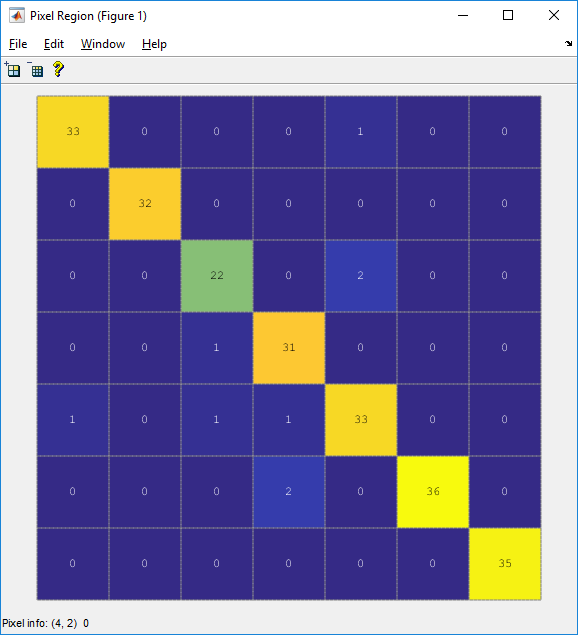 Pixel Region (Figure 1)
File Edit Window Help
33 0 0 0 1 0 0
0 32 0 0 0 0 0
0 0 22 0 2 0 0
0 0 1 31 0 0 0
1 0 1 1 33 0 0
0 0 0 2 0 36 0
0 0 0 0 0 0 35
Pixel info: (4, 2) 0